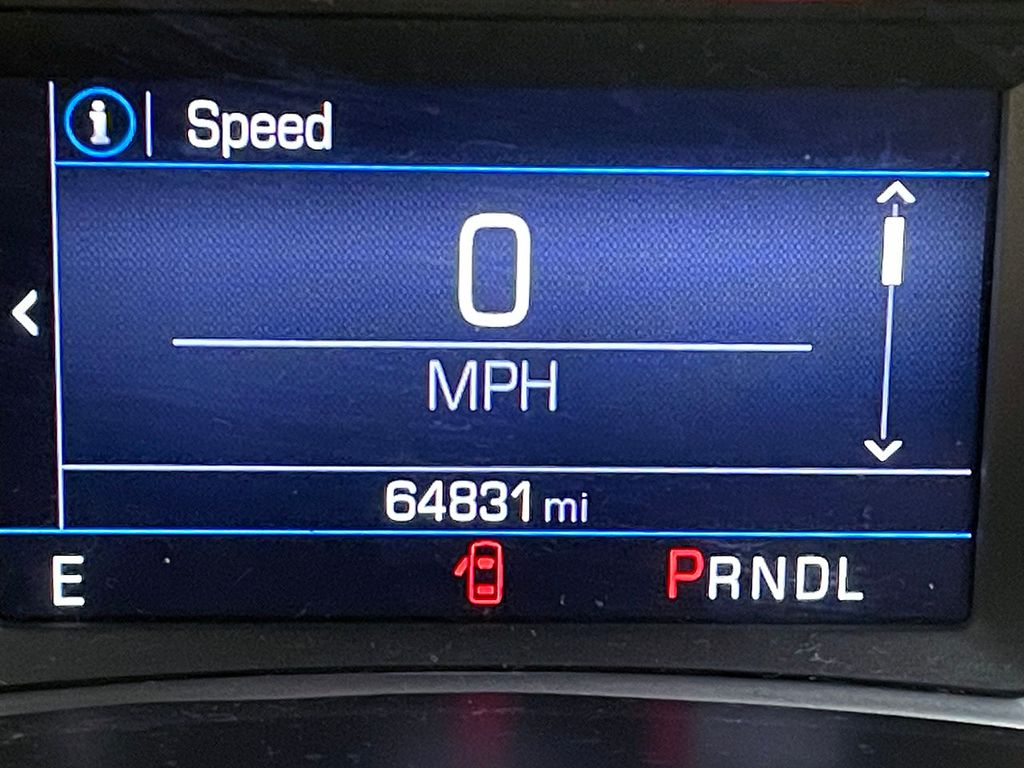 i Speed
0
MPH
64831 mi
E PRNDL